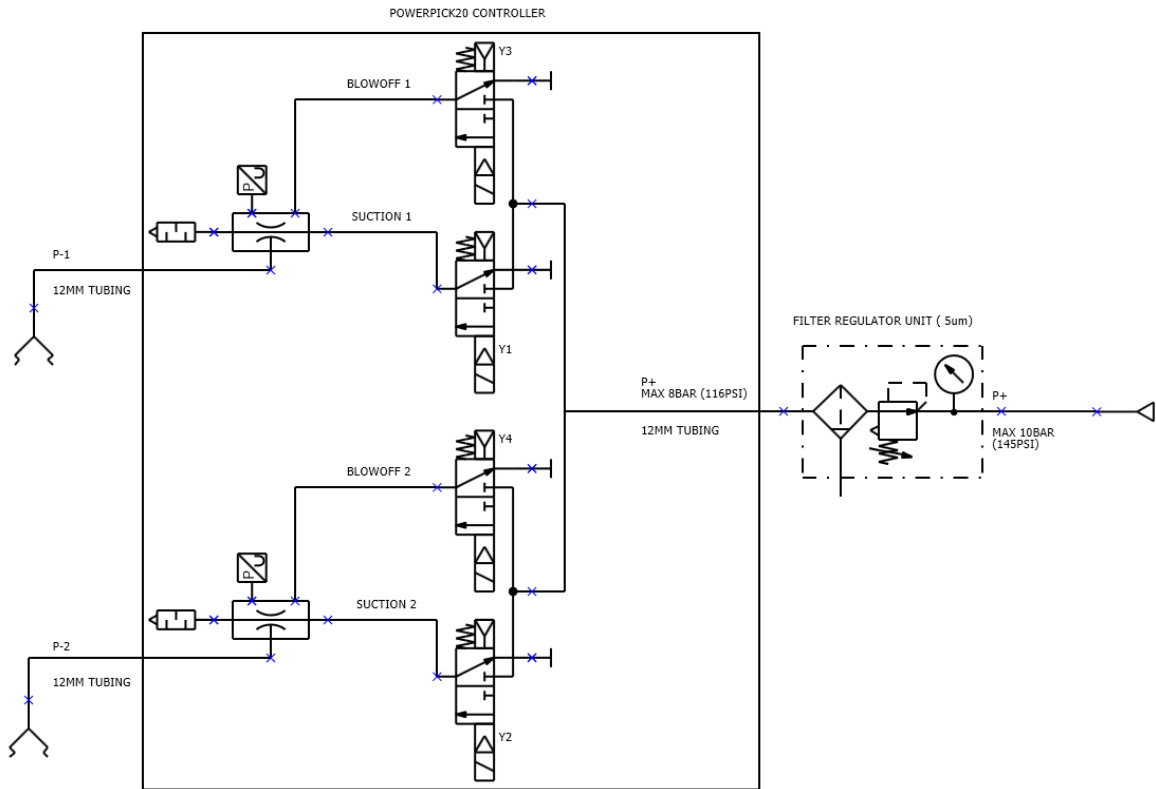 POWERPICK20 CONTROLLER
Y3
BLOWOFF 1
P
U
SUCTION 1
P-1
12MM TUBING
Y1
FILTER REGULATOR UNIT ( 5um)
P+
MAX 8BAR (116PSI)
12MM TUBING
P+
MAX 10BAR
(145PSI)
Y4
BLOWOFF 2
P
U
SUCTION 2
P-2
12MM TUBING
Y2